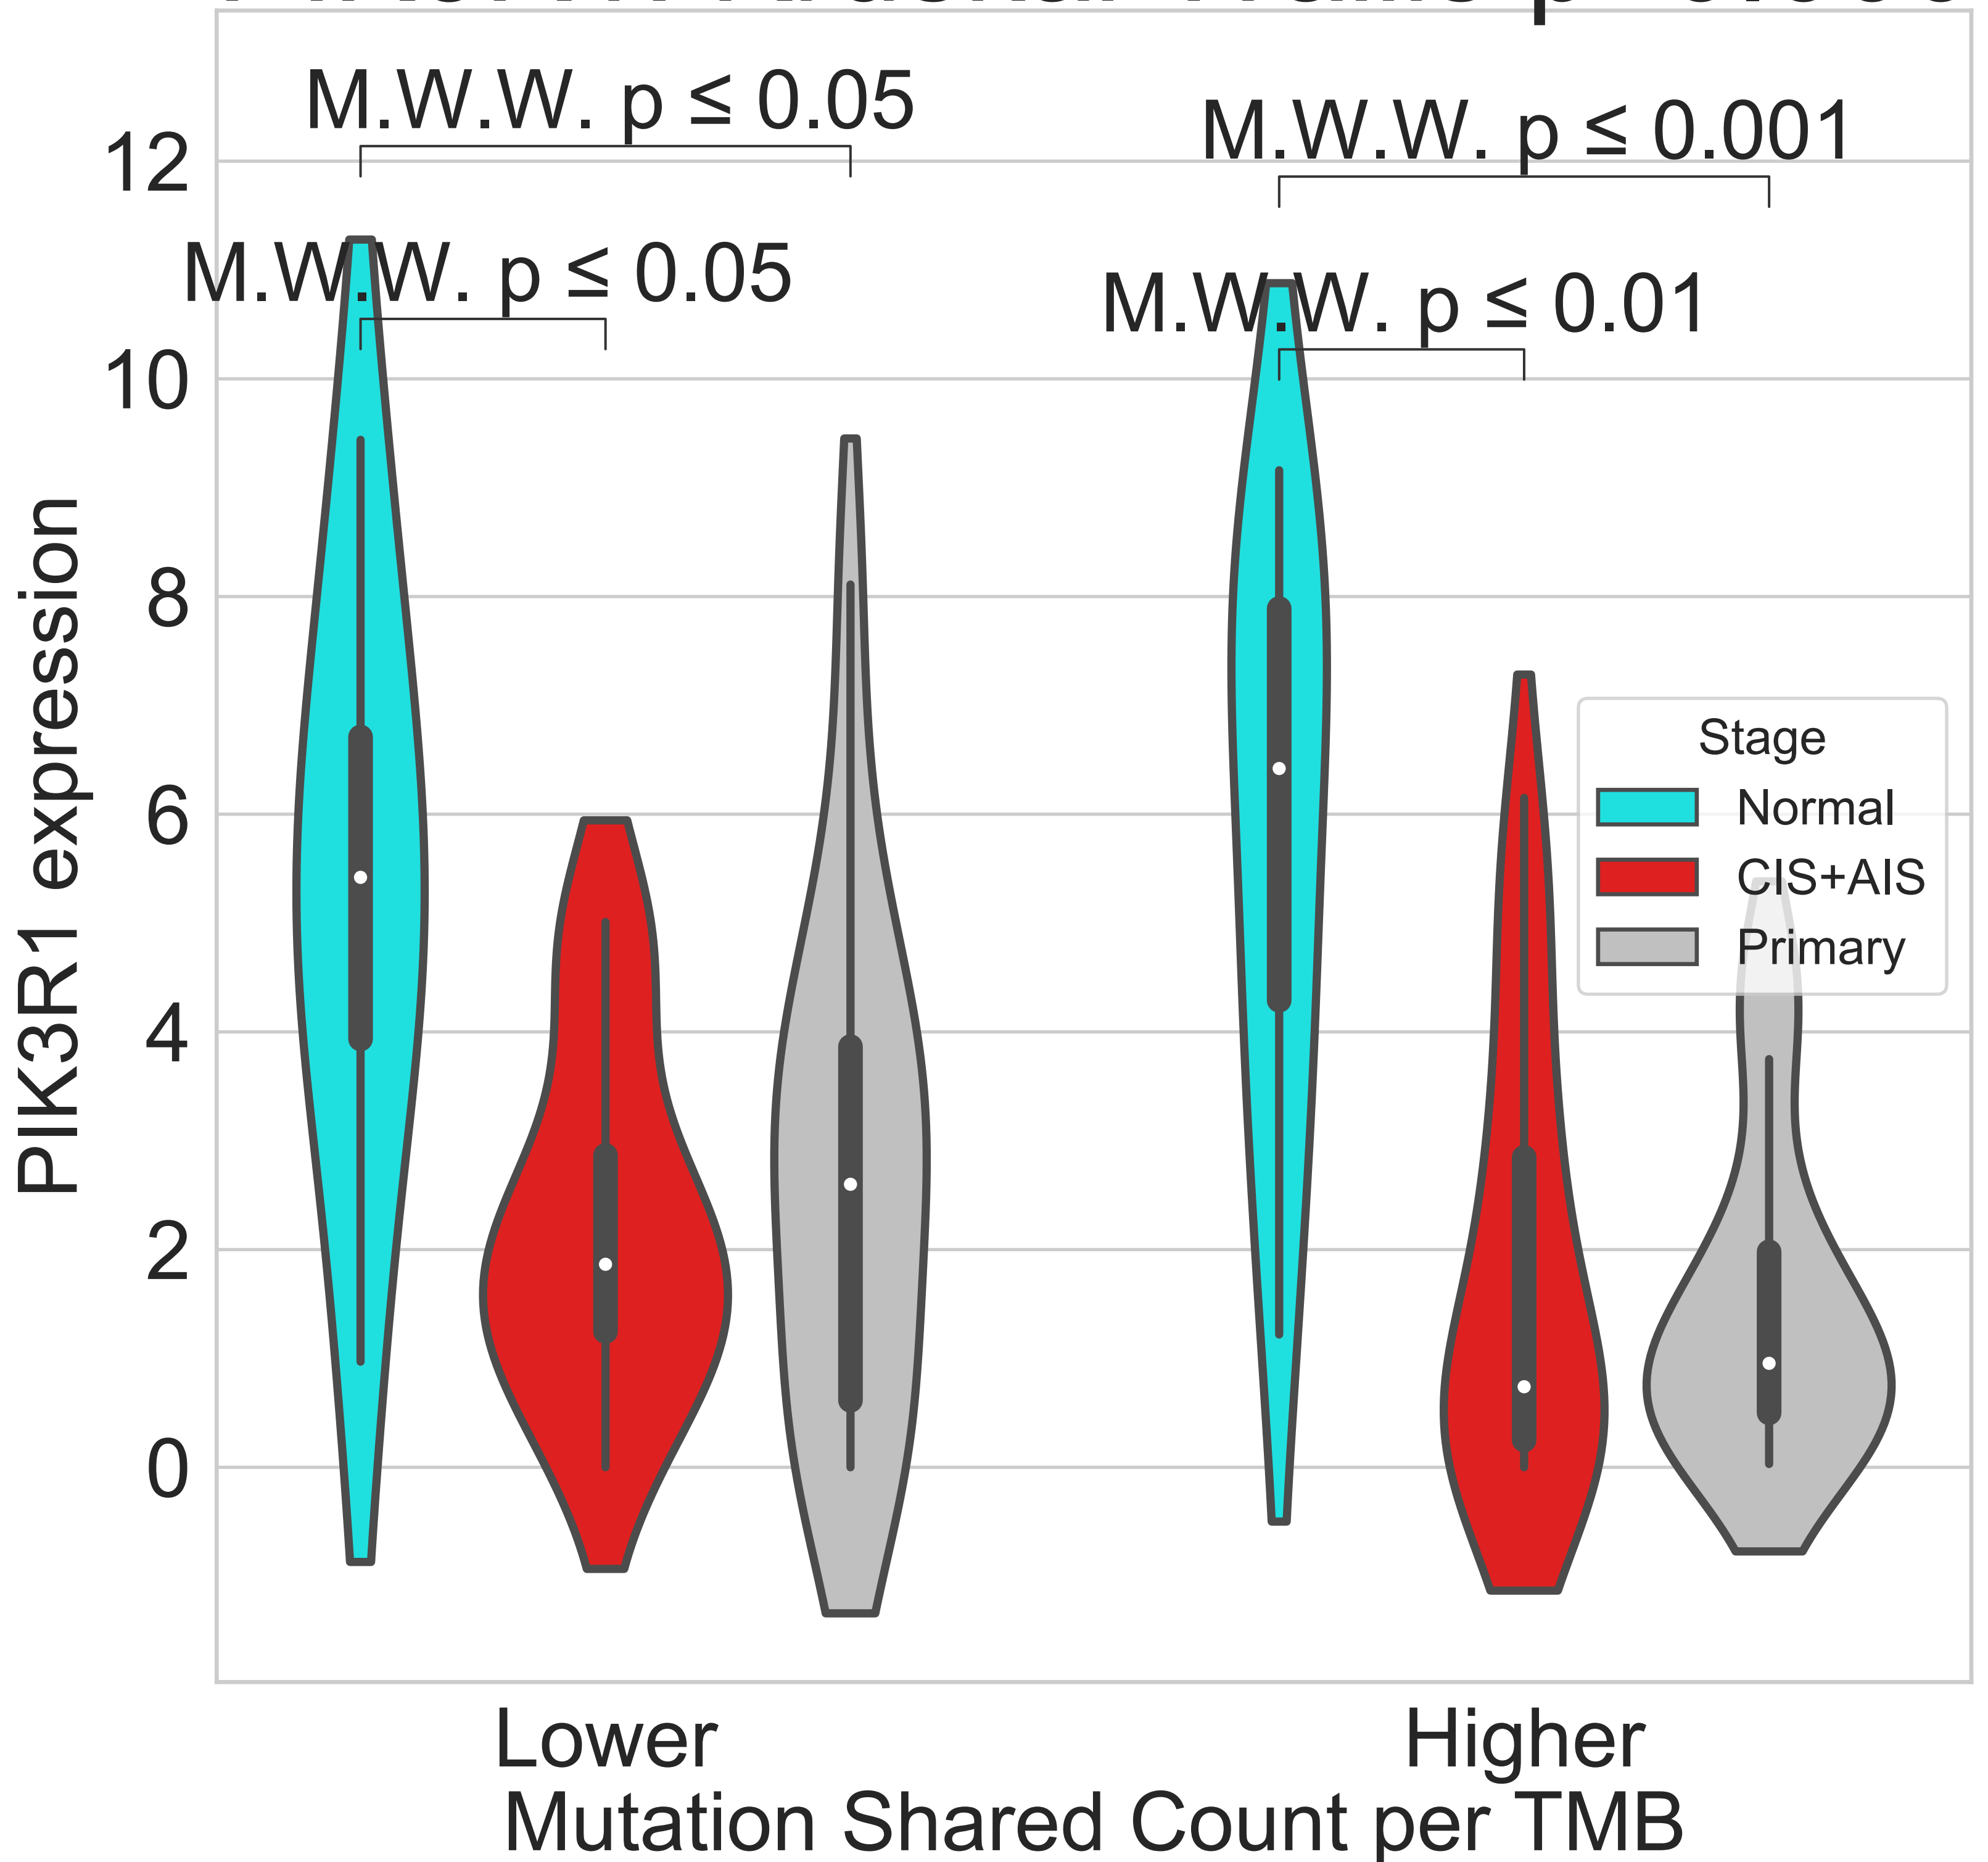 M.W.W. p ≤ 0.05
M.W.W. p ≤ 0.001
M.W.W. p ≤ 0.05
M.W.W. p ≤ 0.01
12
10
8
6
4
2
0
PIK3R1 expression
Stage
Normal
CIS+AIS
Primary
Lower
Higher
Mutation Shared Count per TMB